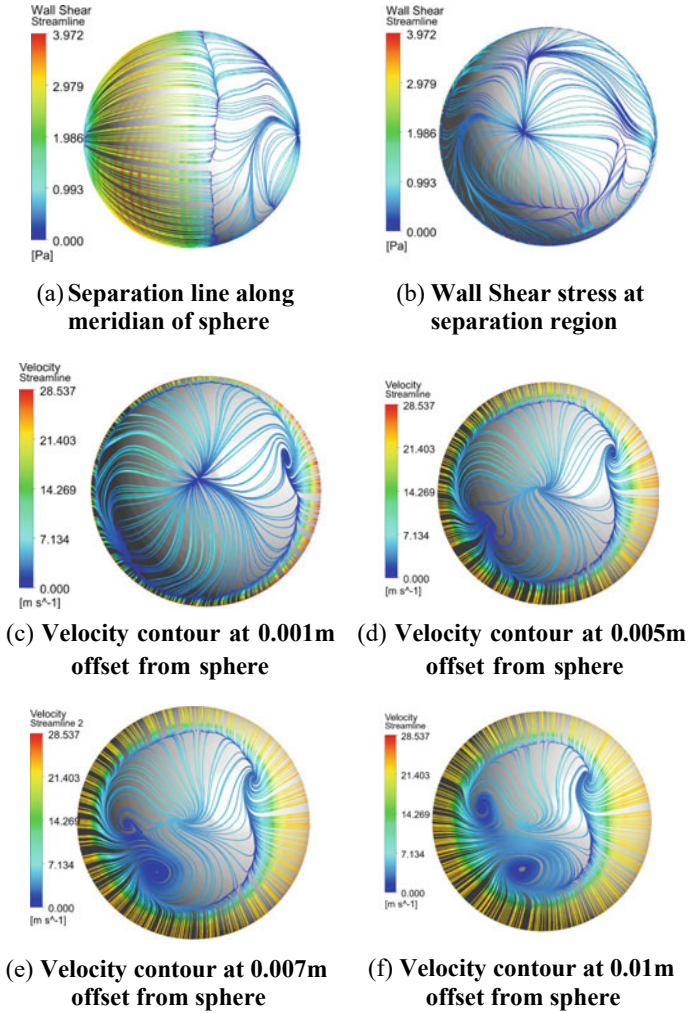 Wall Shear
Streamline
3.972
2.979
1.986
0.993
0.000
[Pa]
(a) Separation line along
meridian of sphere
Wall Shear
Streamline
3.972
2.979
1.986
0.993
0.000
[Pa]
(b) Wall Shear stress at
separation region
Velocity
Streamline
28.537
21.403
14.269
7.134
0.000
[m s^-1]
(c) Velocity contour at 0.001m
offset from sphere
Velocity
Streamline
28.537
21.403
14.269
7.134
0.000
[m s^-1]
(d) Velocity contour at 0.005m
offset from sphere
Velocity
Streamline 2
28.537
21.403
14.269
7.134
0.000
[m s^-1]
(e) Velocity contour at 0.007m
offset from sphere
Velocity
Streamline
28.537
21.403
14.269
7.134
0.000
[m s^-1]
(f) Velocity contour at 0.01m
offset from sphere